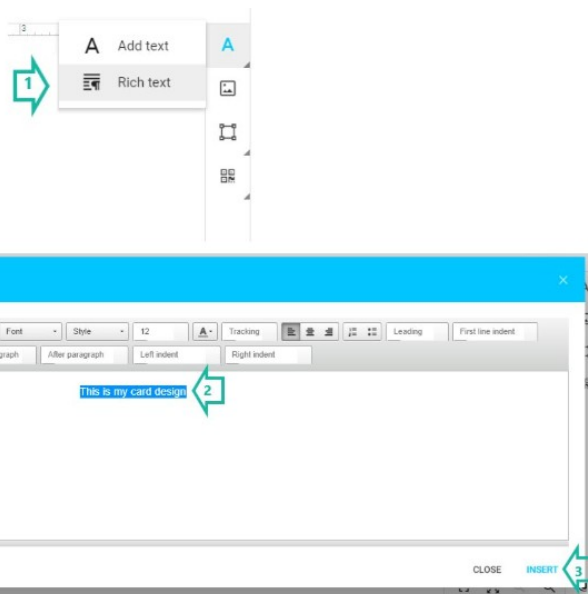 3
A Add text
A
1
Rich text
×
Font
Style
12
A
Tracking
Leading
First line indent
graph
After paragraph
Left indent
Right indent
This is my card design
2
CLOSE
INSERT
3